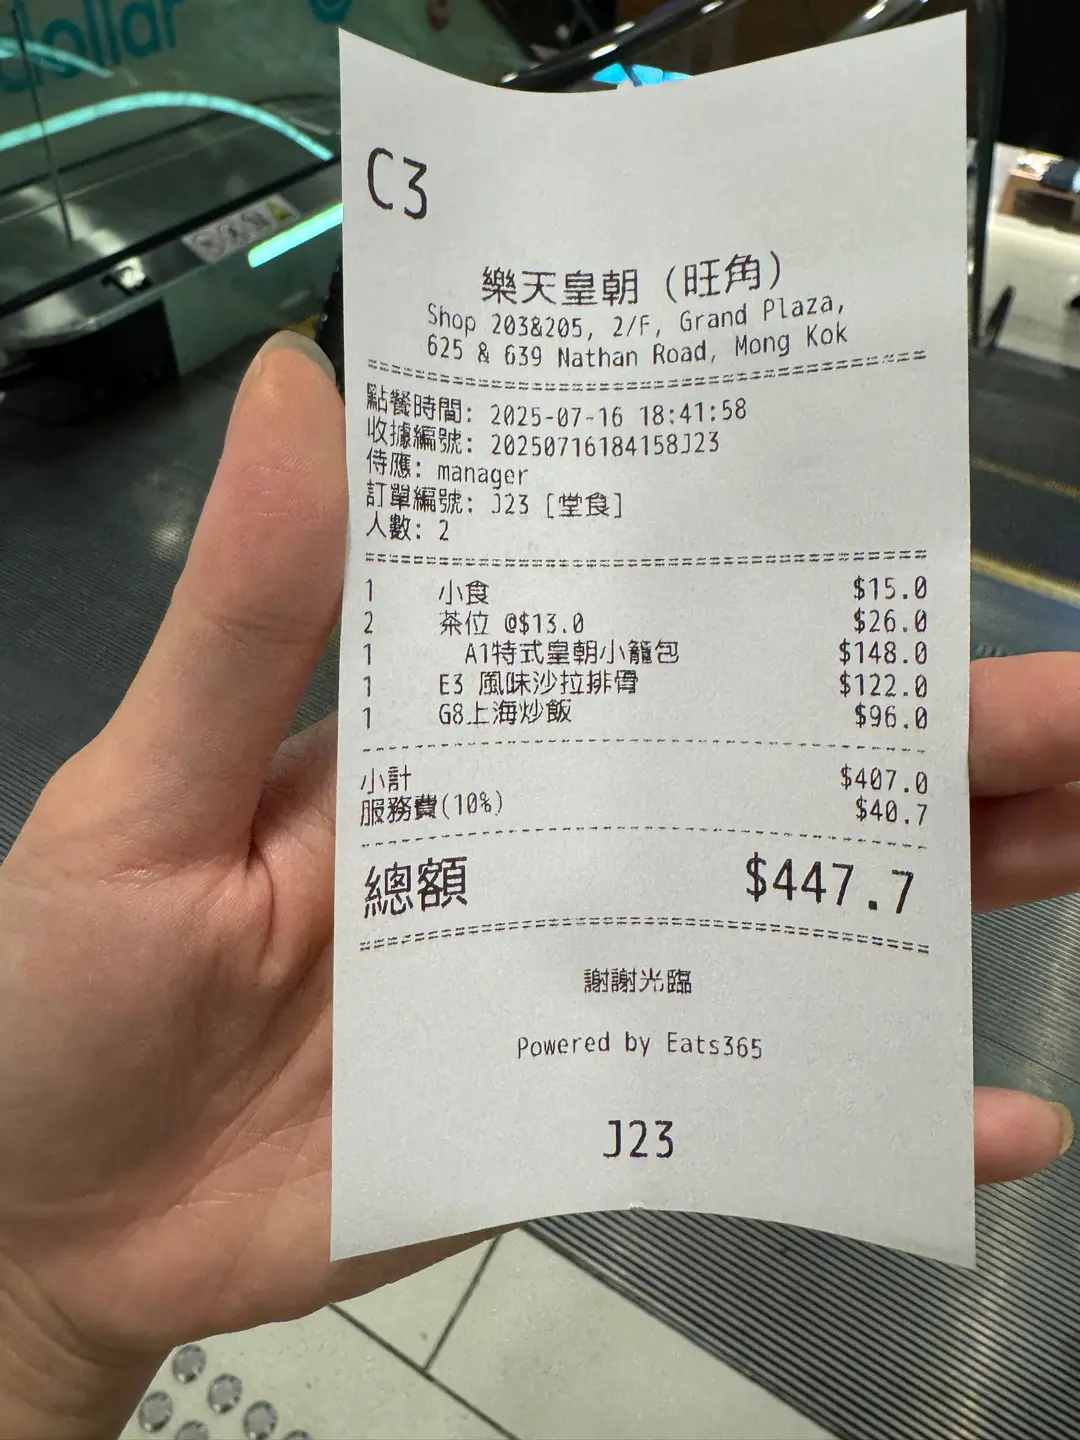 dollar
C3
樂天皇朝 (旺角)
Shop 203&205, 2/F, Grand Plaza,
625 & 639 Nathan Road, Mong Kok
點餐時間: 2025-07-16 18:41:58
收據編號: 20250716184158J23
侍應: manager
訂單編號: J23 [堂食]
人數: 2
1 小食 $15.0
2 茶位 @$13.0 $26.0
1 A1特式皇朝小籠包 $148.0
1 E3 風味沙拉排骨 $122.0
1 G8上海炒飯 $96.0
小計 $407.0
服務費(10%) $40.7
總額 $447.7
謝謝光臨
Powered by Eats365
J23